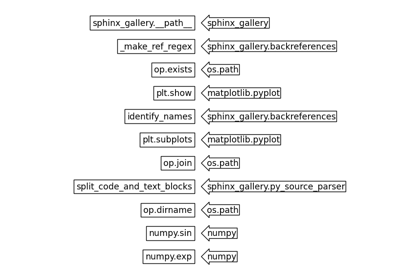 sphinx_gallery.__path__ sphinx_gallery
_make_ref_regex sphinx_gallery.backreferences
op.exists os.path
plt.show matplotlib.pyplot
identify_names sphinx_gallery.backreferences
plt.subplots matplotlib.pyplot
op.join os.path
split_code_and_text_blocks sphinx_gallery.py_source_parser
op.dirname os.path
numpy.sin numpy
numpy.exp numpy